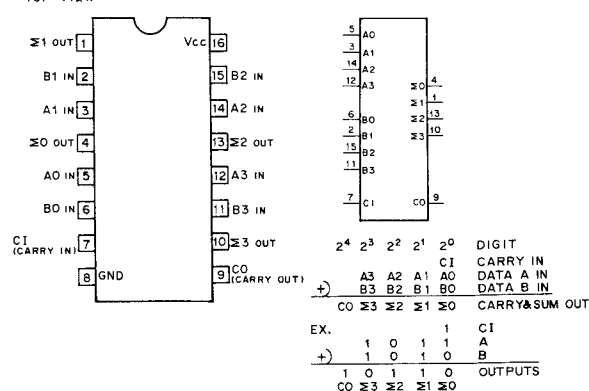 TOP VIEW
Σ1 OUT 1
16 Vcc
B1 IN 2
15 B2 IN
A1 IN 3
14 A2 IN
Σ0 OUT 4
13 Σ2 OUT
A0 IN 5
12 A3 IN
B0 IN 6
11 B3 IN
CI 7
(CARRY IN)
10 Σ3 OUT
8 GND
9 CO
(CARRY OUT)
5 A0
3 A1
14 A2
12 A3
Σ0 4
Σ1 1
6 B0
Σ2 13
2 B1
Σ3 10
15 B2
11 B3
7 CI
CO 9
2⁴ 2³ 2² 2¹ 2⁰ DIGIT
CI CARRY IN
A3 A2 A1 A0 DATA A IN
+) B3 B2 B1 B0 DATA B IN
CO Σ3 Σ2 Σ1 Σ0 CARRY&SUM OUT
EX. 1 CI
1 0 1 1 A
+) 1 0 1 0 B
1 0 1 1 0 OUTPUTS
CO Σ3 Σ2 Σ1 Σ0